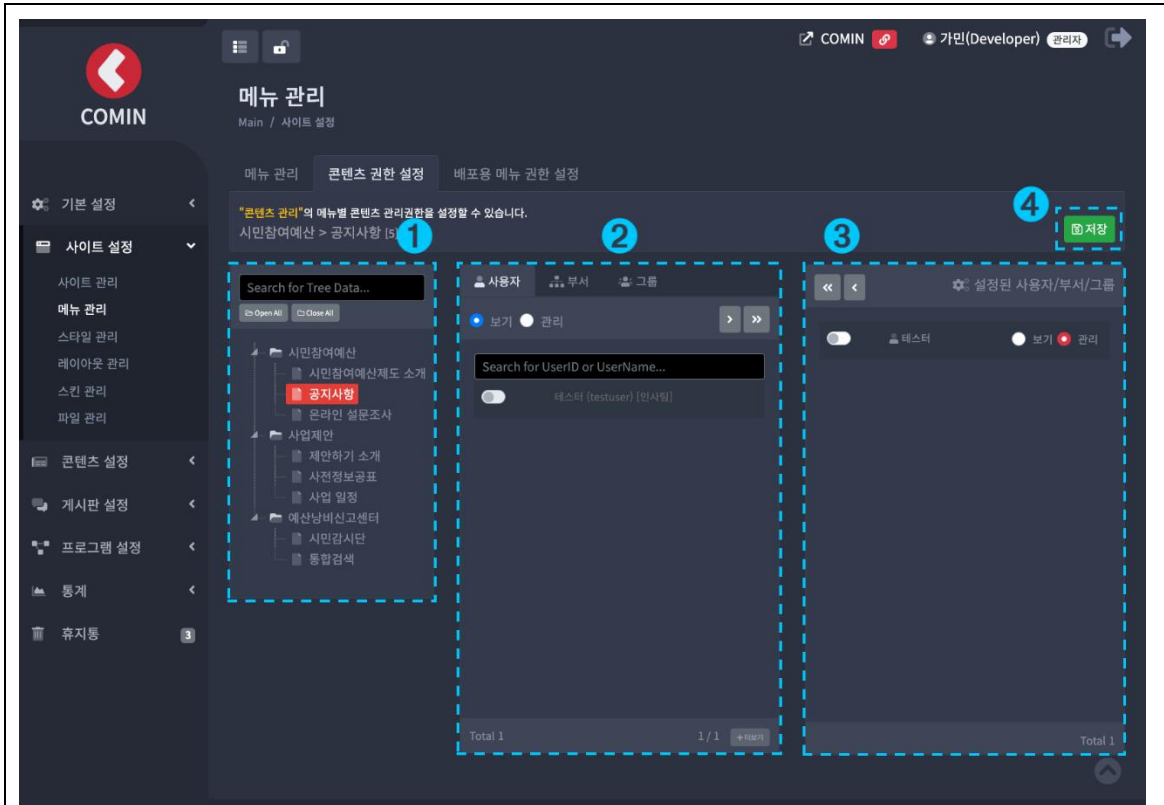 COMIN
가민(Developer) 관리자
COMIN
메뉴 관리
Main / 사이트 설정
메뉴 관리 콘텐츠 권한 설정 배포용 메뉴 권한 설정
"콘텐츠 관리"의 메뉴별 콘텐츠 관리권한을 설정할 수 있습니다.
시민참여예산 > 공지사항 [5]
1
2
3
4
저장
기본 설정
사이트 설정
사이트 관리
메뉴 관리
스타일 관리
레이아웃 관리
스킨 관리
파일 관리
콘텐츠 설정
게시판 설정
프로그램 설정
통계
휴지통 3
Search for Tree Data...
Open All Close All
시민참여예산
시민참여예산제도 소개
공지사항
온라인 설문조사
사업제안
제안하기 소개
사전정보공표
사업 일정
예산낭비신고센터
시민감시단
통합검색
사용자 부서 그룹
보기 관리
Search for UserID or UserName...
테스터 (testuser) [인사팀]
Total 1 1 / 1 +더보기
설정된 사용자/부서/그룹
테스터 보기 관리
Total 1